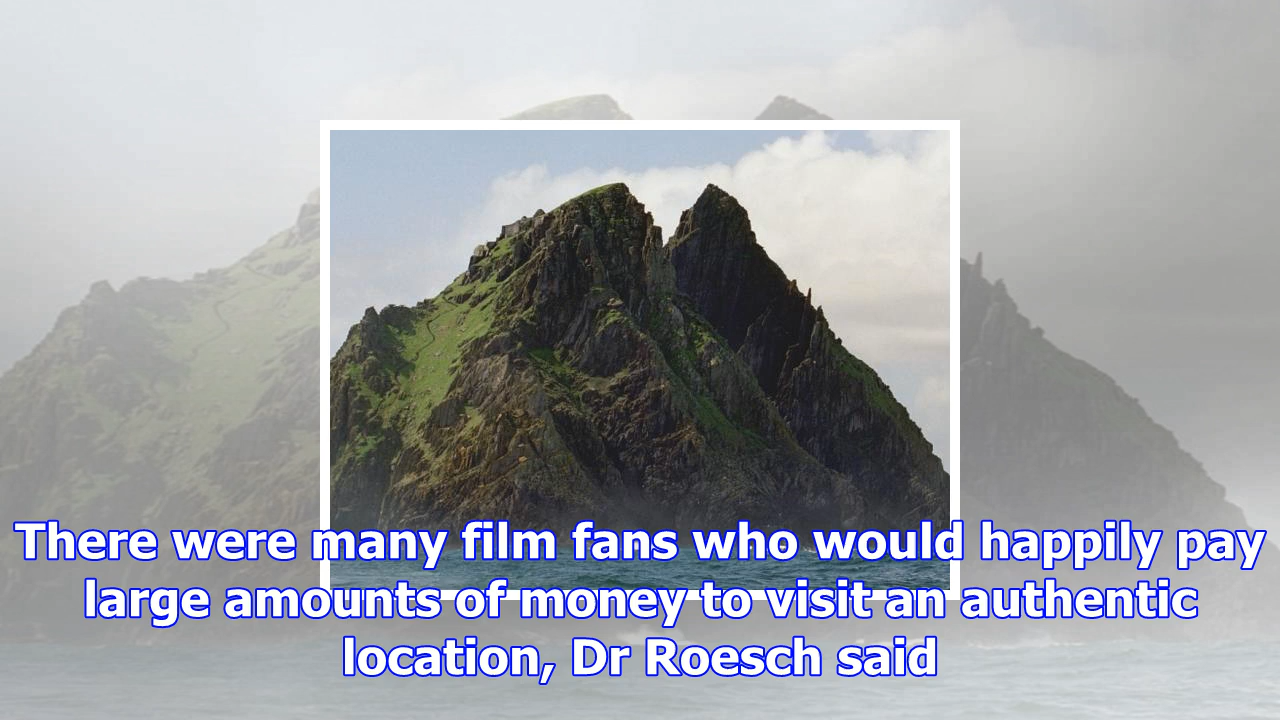 There were many film fans who would happily pay
large amounts of money to visit an authentic
location, Dr Roesch said